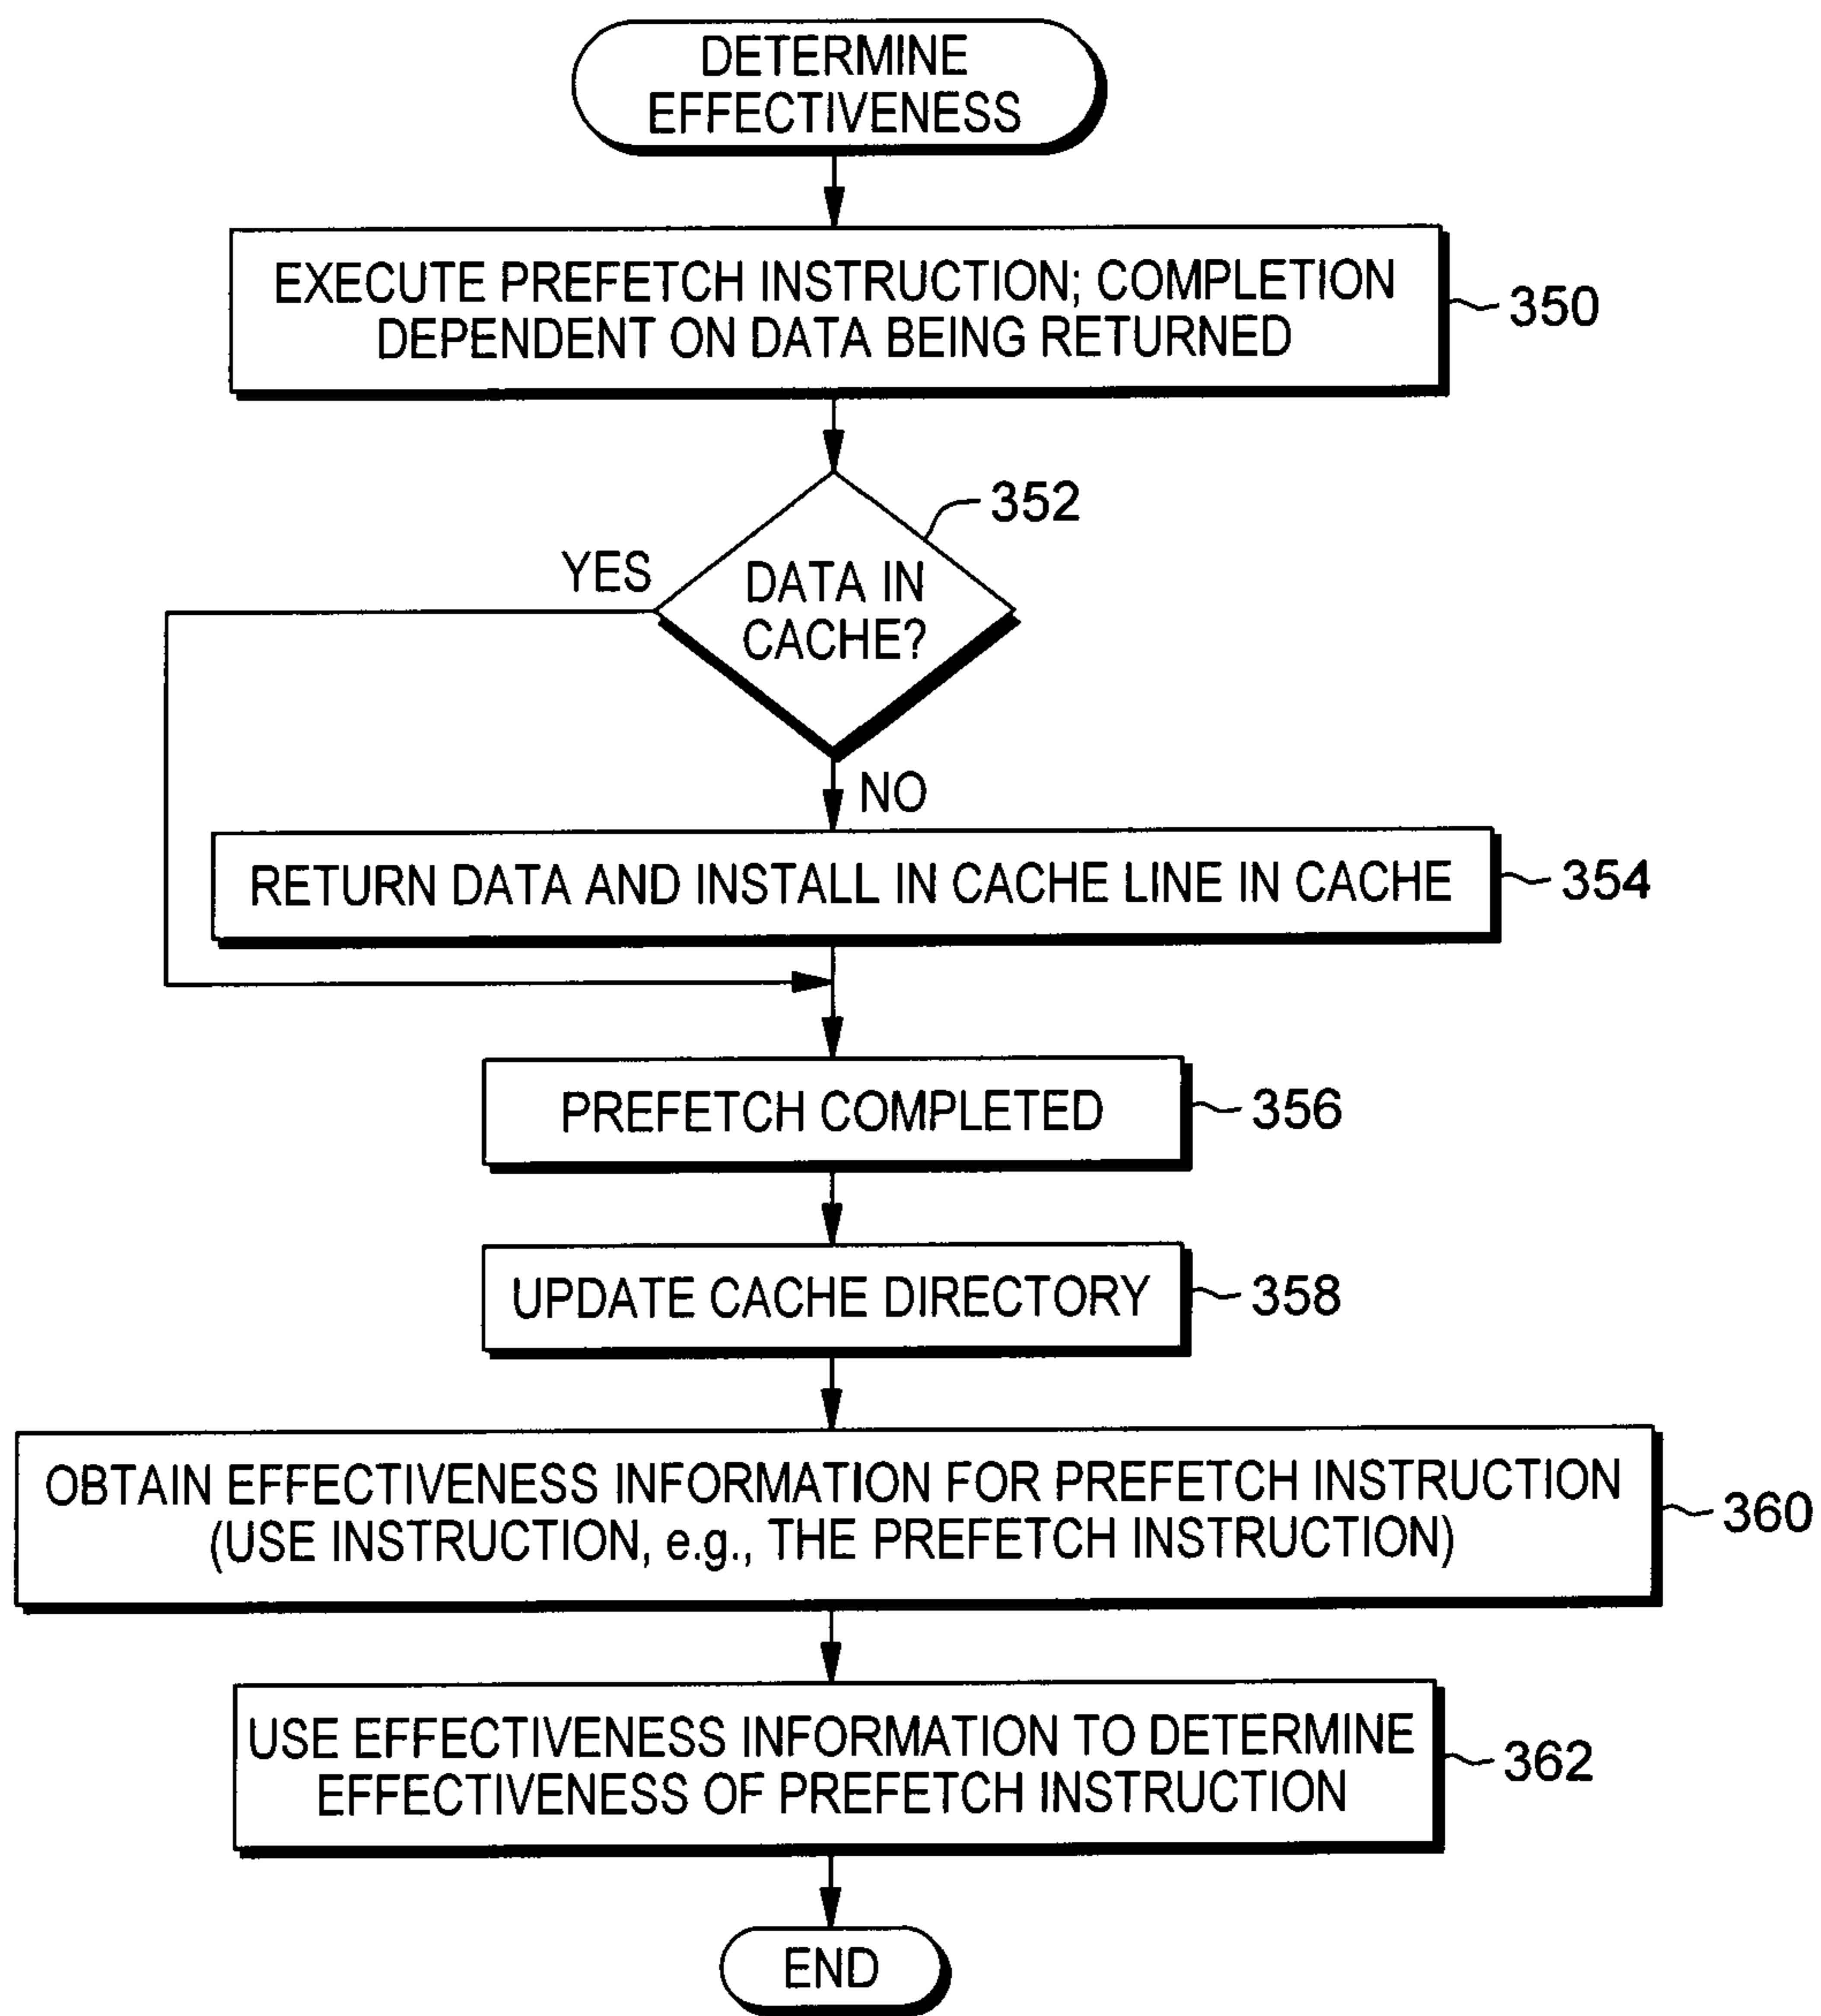 DETERMINE
EFFECTIVENESS
EXECUTE PREFETCH INSTRUCTION; COMPLETION
DEPENDENT ON DATA BEING RETURNED
350
352
YES
DATA IN
CACHE?
NO
RETURN DATA AND INSTALL IN CACHE LINE IN CACHE
354
PREFETCH COMPLETED
356
UPDATE CACHE DIRECTORY
358
OBTAIN EFFECTIVENESS INFORMATION FOR PREFETCH INSTRUCTION
(USE INSTRUCTION, e.g., THE PREFETCH INSTRUCTION)
360
USE EFFECTIVENESS INFORMATION TO DETERMINE
EFFECTIVENESS OF PREFETCH INSTRUCTION
362
END